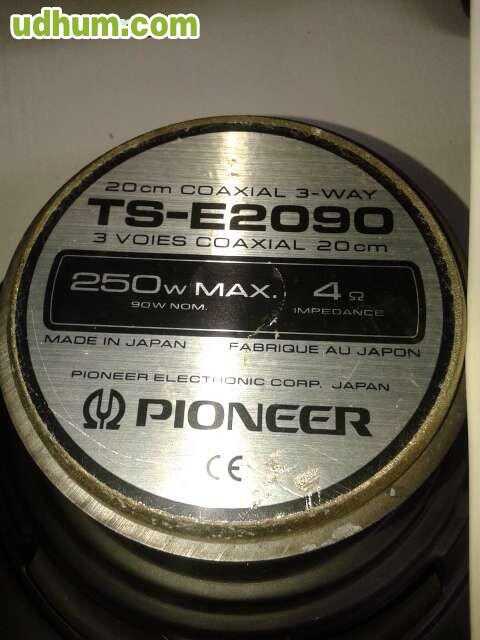 udhum.com
20cm COAXIAL 3-WAY
TS-E2090
3 VOIES COAXIAL 20cm
250W MAX. 4Ω
90W NOM. IMPEDANCE
MADE IN JAPAN FABRIQUE AU JAPON
PIONEER ELECTRONIC CORP. JAPAN
PIONEER
CE